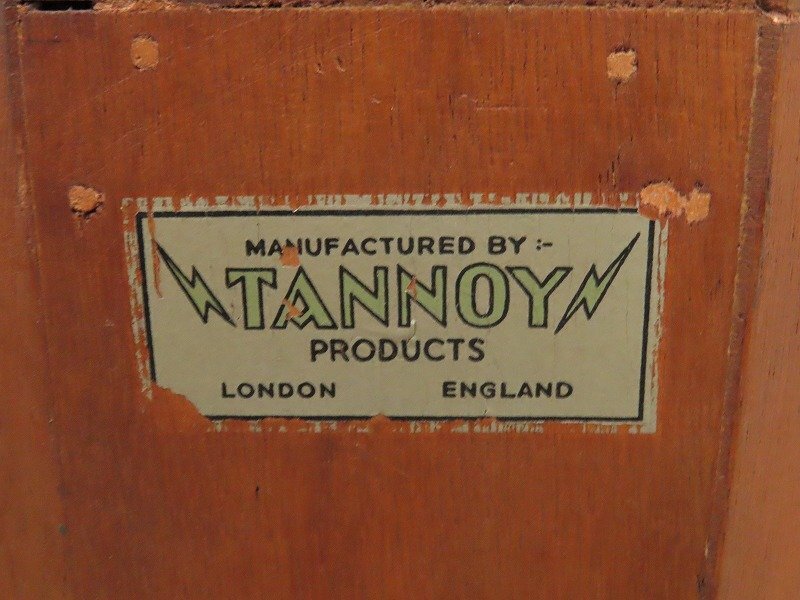 MANUFACTURED BY :-
TANNOY
PRODUCTS
LONDON ENGLAND